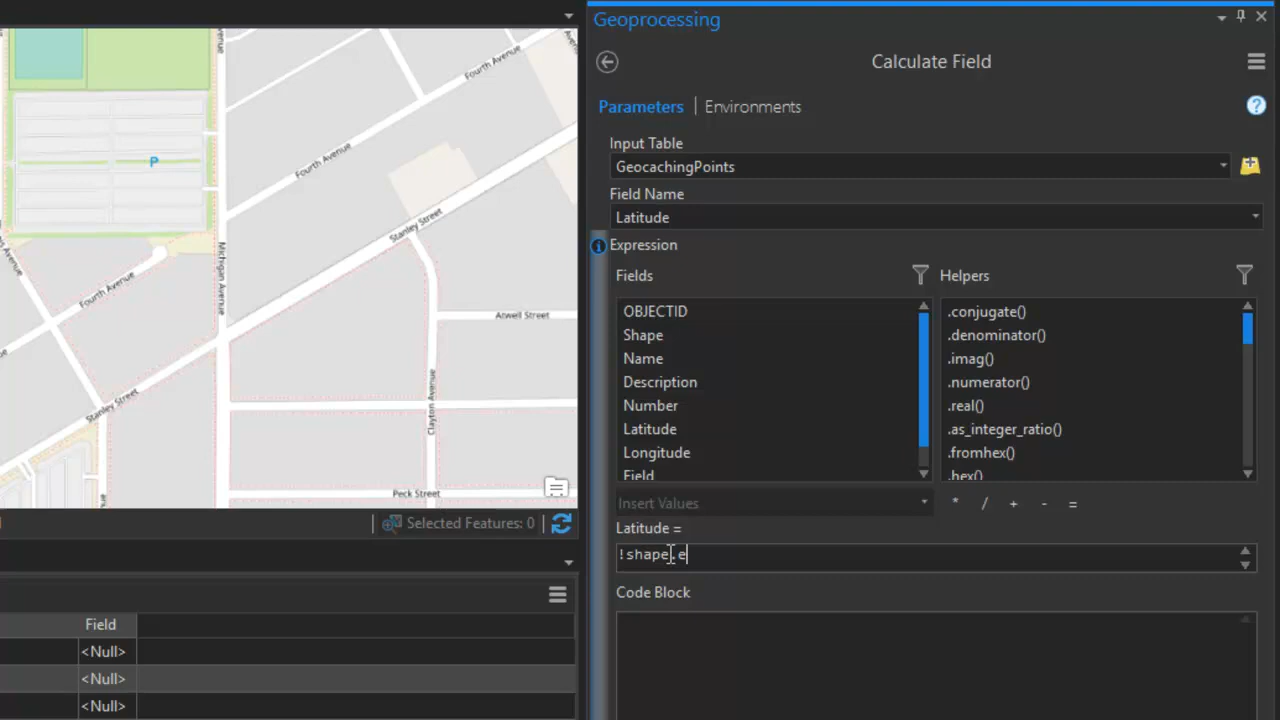 Geoprocessing
Calculate Field
Parameters | Environments
Input Table
GeocachingPoints
Field Name
Latitude
Expression
Fields
Helpers
OBJECTID
Shape
Name
Description
Number
Latitude
Longitude
Field
.conjugate()
.denominator()
.imag()
.numerator()
.real()
.as_integer_ratio()
.fromhex()
.hex()
Insert Values
* / + - =
Latitude =
!shape.e
Code Block
Fourth Avenue
Fourth Avenue
Stanley Street
Michigan Avenue
P
Fourth Avenue
Atwell Street
Clayton Avenue
Stanley Street
Peck Street
Selected Features: 0
Field
<Null>
<Null>
<Null>